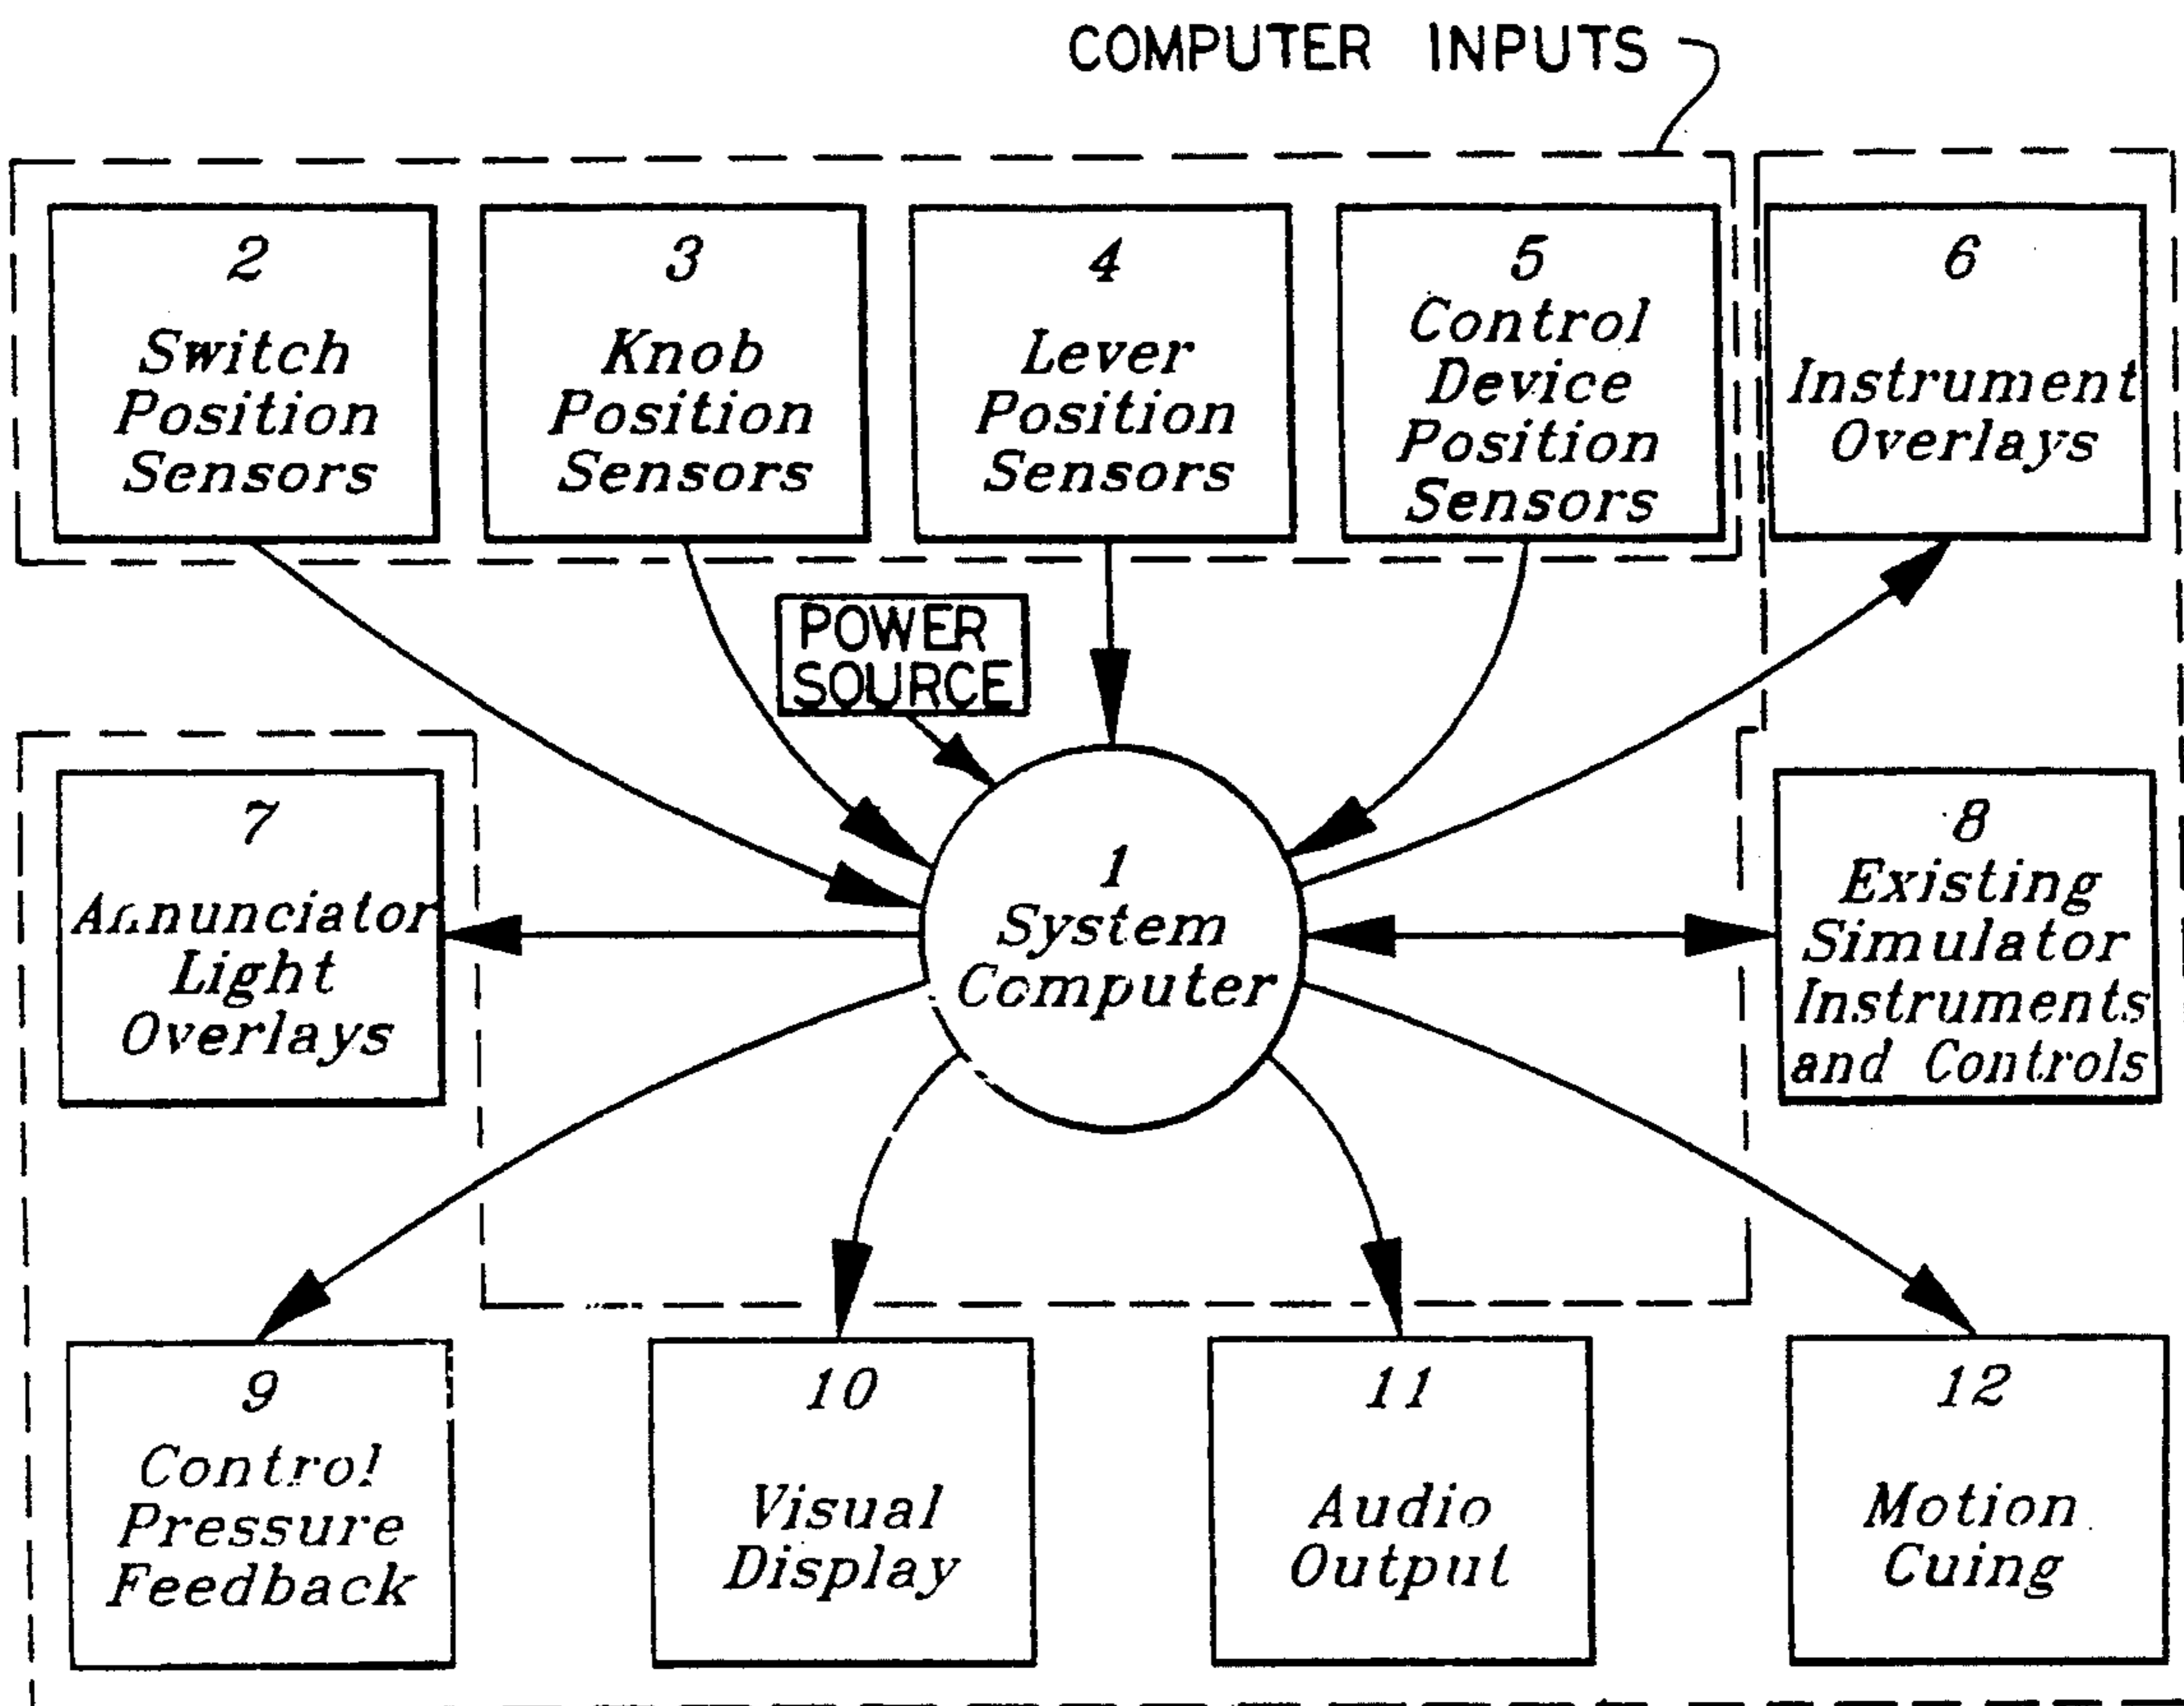 COMPUTER INPUTS
2
Switch
Position
Sensors
3
Knob
Position
Sensors
4
Lever
Position
Sensors
5
Control
Device
Position
Sensors
6
Instrument
Overlays
POWER
SOURCE
7
Annunciator
Light
Overlays
1
System
Computer
8
Existing
Simulator
Instruments
and Controls
9
Control
Pressure
Feedback
10
Visual
Display
11
Audio
Output
12
Motion
Cuing